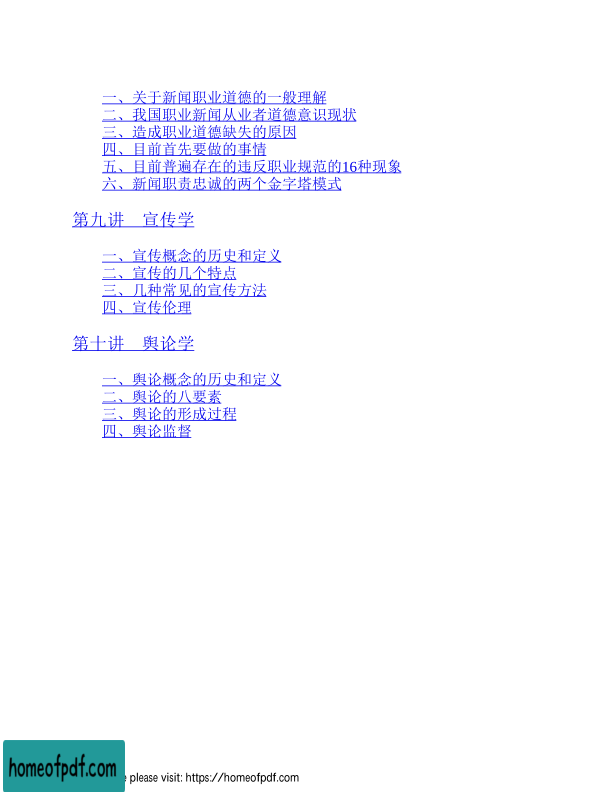 一、关于新闻职业道德的一般理解
二、我国职业新闻从业者道德意识现状
三、造成职业道德缺失的原因
四、目前首先要做的事情
五、目前普遍存在的违反职业规范的16种现象
六、新闻职责忠诚的两个金字塔模式
第九讲　宣传学
一、宣传概念的历史和定义
二、宣传的几个特点
三、几种常见的宣传方法
四、宣传伦理
第十讲　舆论学
一、舆论概念的历史和定义
二、舆论的八要素
三、舆论的形成过程
四、舆论监督
homeofpdf.com
please visit: https://homeofpdf.com